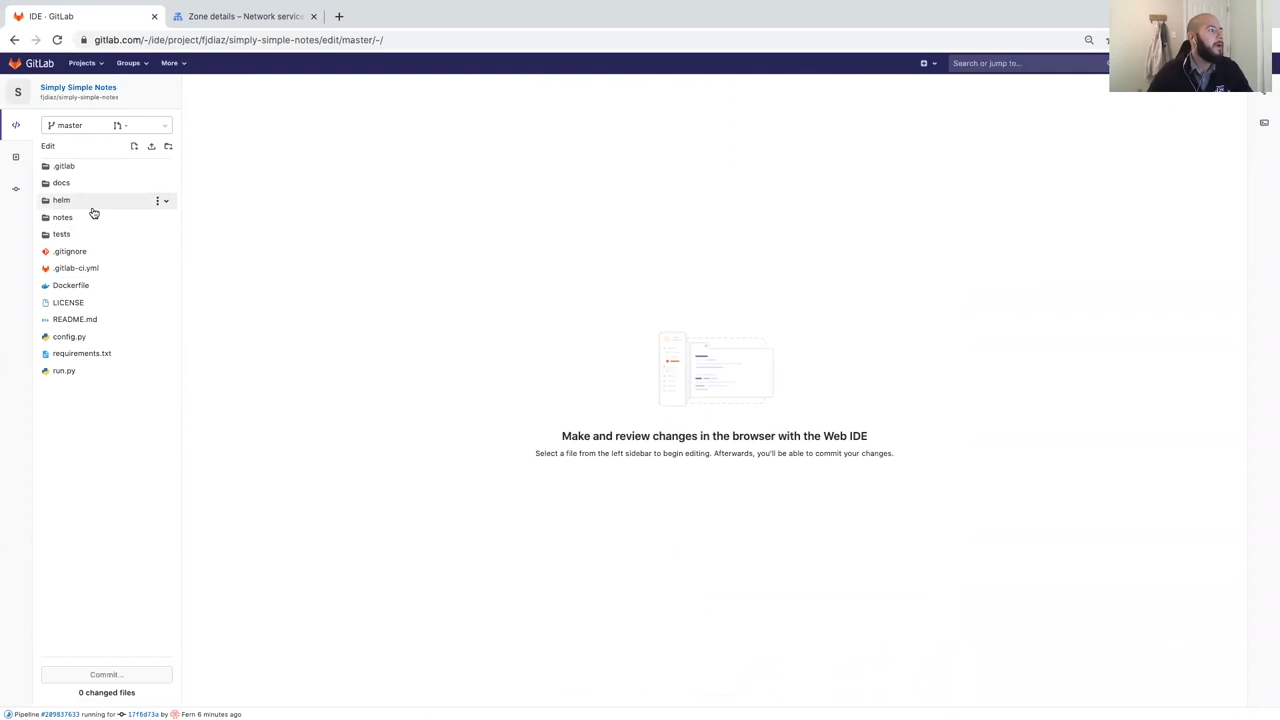 IDE · GitLab
Zone details – Network service
gitlab.com/-/ide/project/fjdiaz/simply-simple-notes/edit/master/-/
GitLab
Projects
Groups
More
Search or jump to...
S
Simply Simple Notes
fjdiaz/simply-simple-notes
master
-
Edit
.gitlab
docs
helm
notes
tests
.gitignore
.gitlab-ci.yml
Dockerfile
LICENSE
README.md
config.py
requirements.txt
run.py
Make and review changes in the browser with the Web IDE
Select a file from the left sidebar to begin editing. Afterwards, you'll be able to commit your changes.
Commit...
0 changed files
Pipeline #209837633 running for 17f6d73a by Fern 6 minutes ago